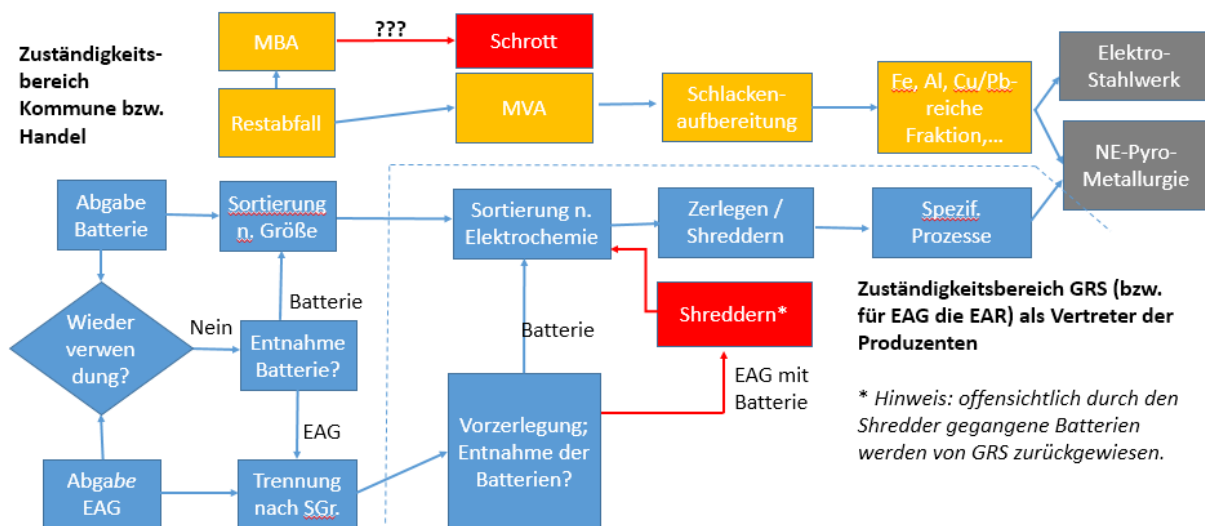 Zuständigkeits-
bereich
Kommune bzw.
Handel
MBA
???
Schrott
Restabfall
MVA
Schlacken-
aufbereitung
Fe, Al, Cu/Pb-
reiche
Fraktion,...
Elektro-
Stahlwerk
NE-Pyro-
Metallurgie
Abgabe
Batterie
Sortierung
n. Größe
Sortierung n.
Elektrochemie
Zerlegen /
Shreddern
Spezif.
Prozesse
Wieder
verwen
dung?
Nein
Batterie
Entnahme
Batterie?
EAG
Batterie
Shreddern*
EAG mit
Batterie
Vorzerlegung;
Entnahme der
Batterien?
Abgabe
EAG
Trennung
nach SGr.
Zuständigkeitsbereich GRS (bzw.
für EAG die EAR) als Vertreter der
Produzenten
* Hinweis: offensichtlich durch den
Shredder gegangene Batterien
werden von GRS zurückgewiesen.